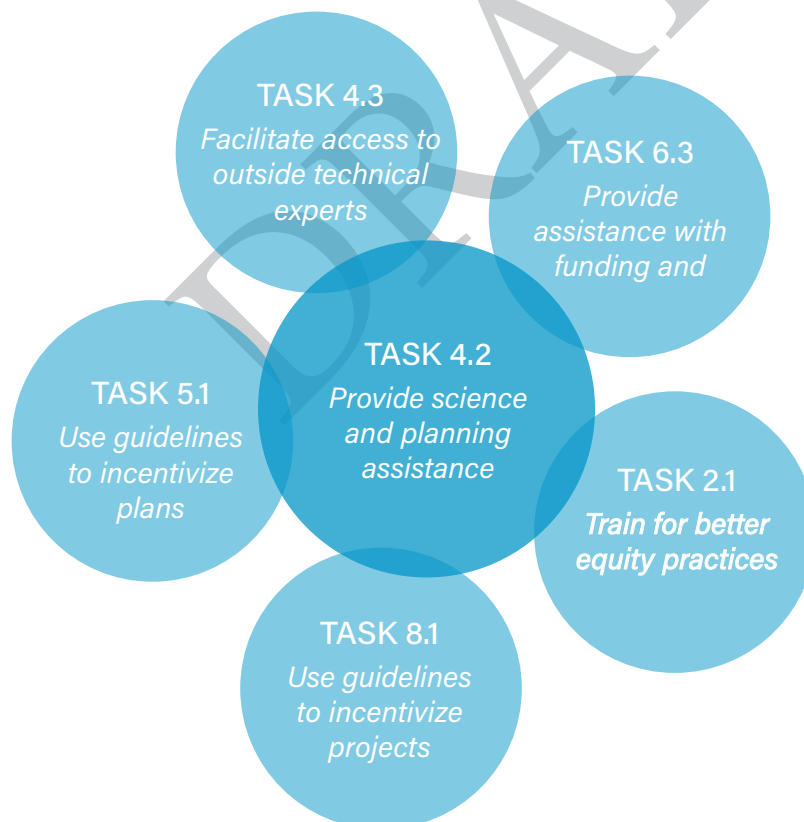 TASK 4.3
Facilitate access to
outside technical
experts
TASK 6.3
Provide
assistance with
funding and
TASK 4.2
Provide science
and planning
assistance
TASK 5.1
Use guidelines
to incentivize
plans
TASK 2.1
Train for better
equity practices
TASK 8.1
Use guidelines
to incentivize
projects
DRA